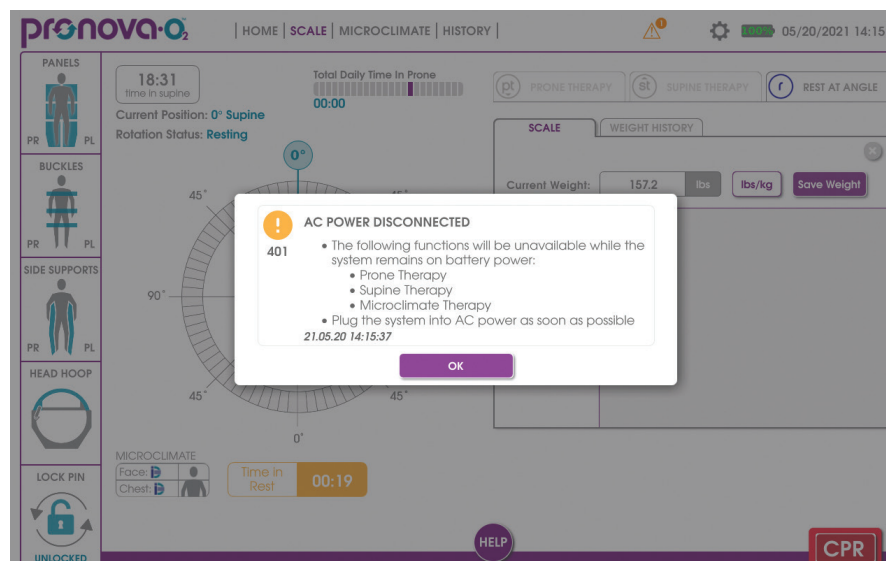 pronova·O2
HOME | SCALE | MICROCLIMATE | HISTORY |
100%
05/20/2021 14:15
PANELS
PR
PL
BUCKLES
PR
PL
SIDE SUPPORTS
PR
PL
HEAD HOOP
LOCK PIN
UNLOCKED
18:31
time in supine
Total Daily Time In Prone
00:00
Current Position: 0° Supine
Rotation Status: Resting
0°
45°
45°
90°
45°
45°
0°
MICROCLIMATE
Face:
Chest:
Time in
Rest
00:19
pt PRONE THERAPY
st SUPINE THERAPY
r REST AT ANGLE
SCALE
WEIGHT HISTORY
Current Weight:
157.2
lbs
lbs/kg
Save Weight
AC POWER DISCONNECTED
401
• The following functions will be unavailable while the
system remains on battery power:
• Prone Therapy
• Supine Therapy
• Microclimate Therapy
• Plug the system into AC power as soon as possible
21.05.20 14:15:37
OK
HELP
CPR